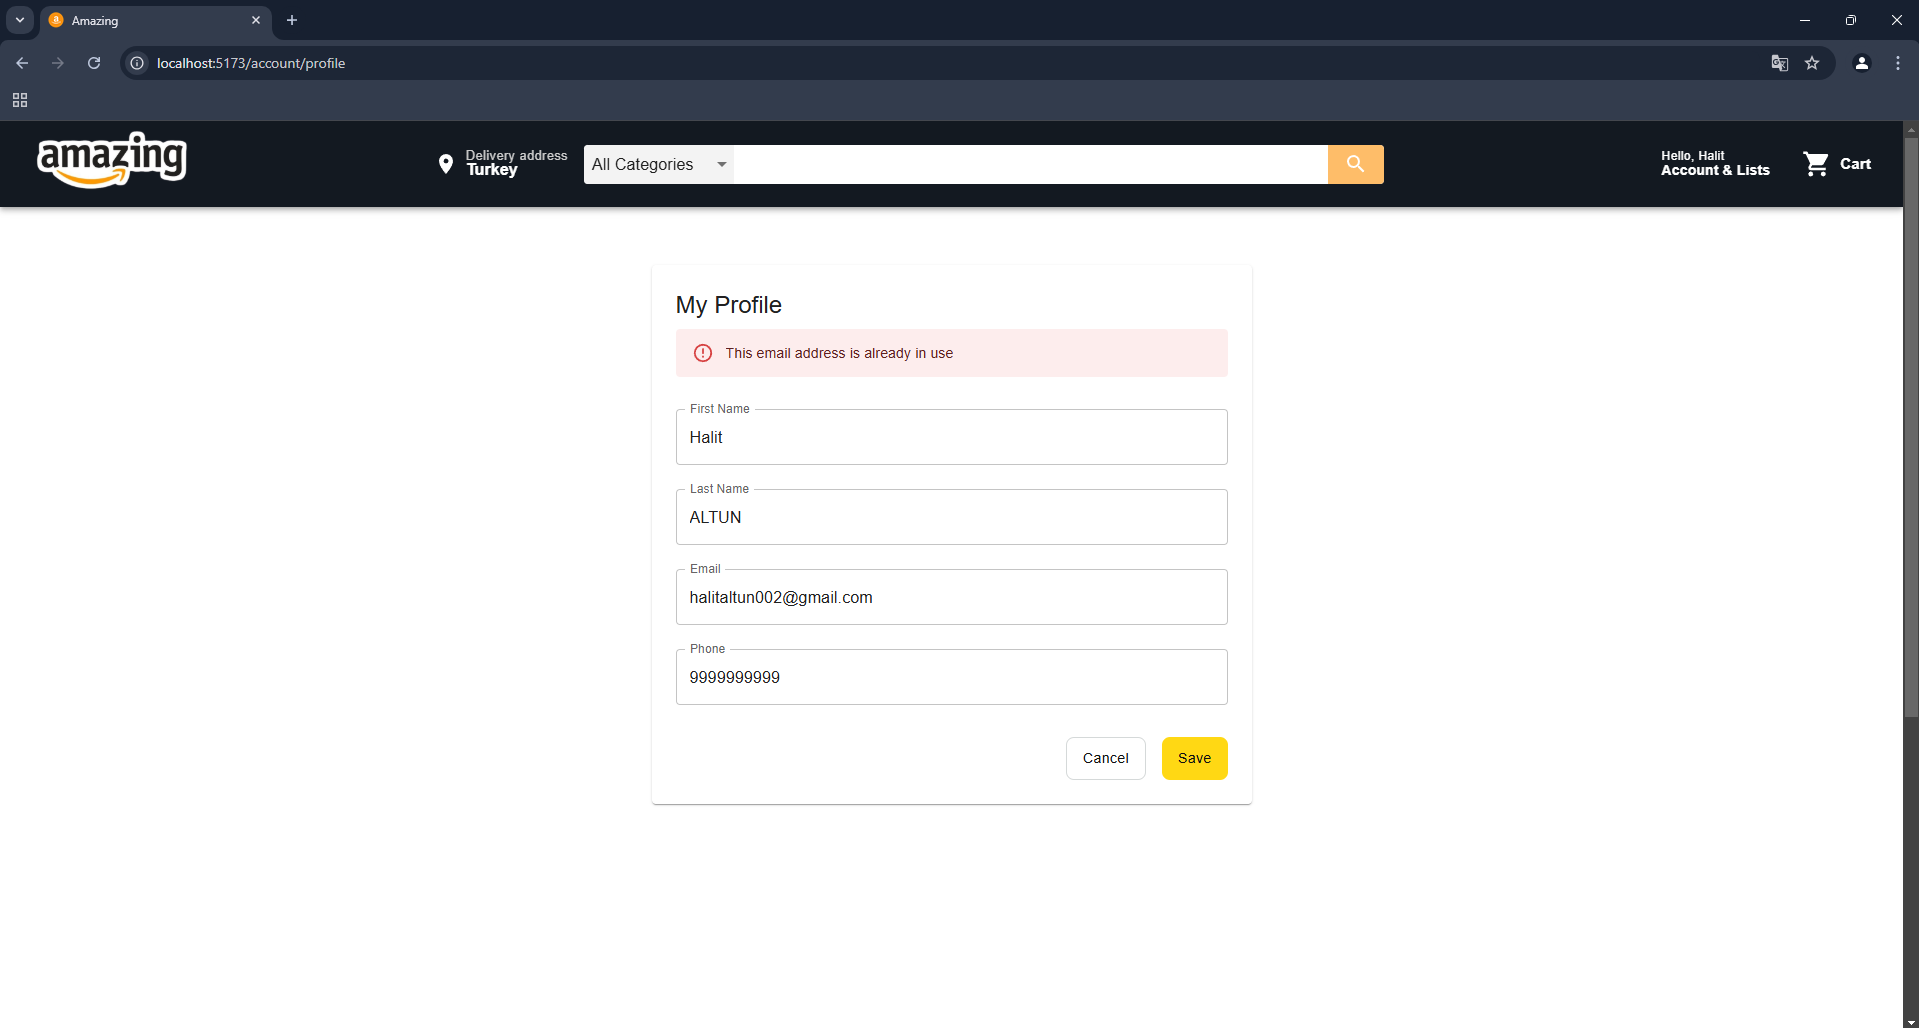 Amazing
localhost:5173/account/profile
amazing
Delivery address
Turkey
All Categories
Hello, Halit
Account & Lists
Cart
My Profile
This email address is already in use
First Name
Halit
Last Name
ALTUN
Email
halitaltun002@gmail.com
Phone
9999999999
Cancel
Save